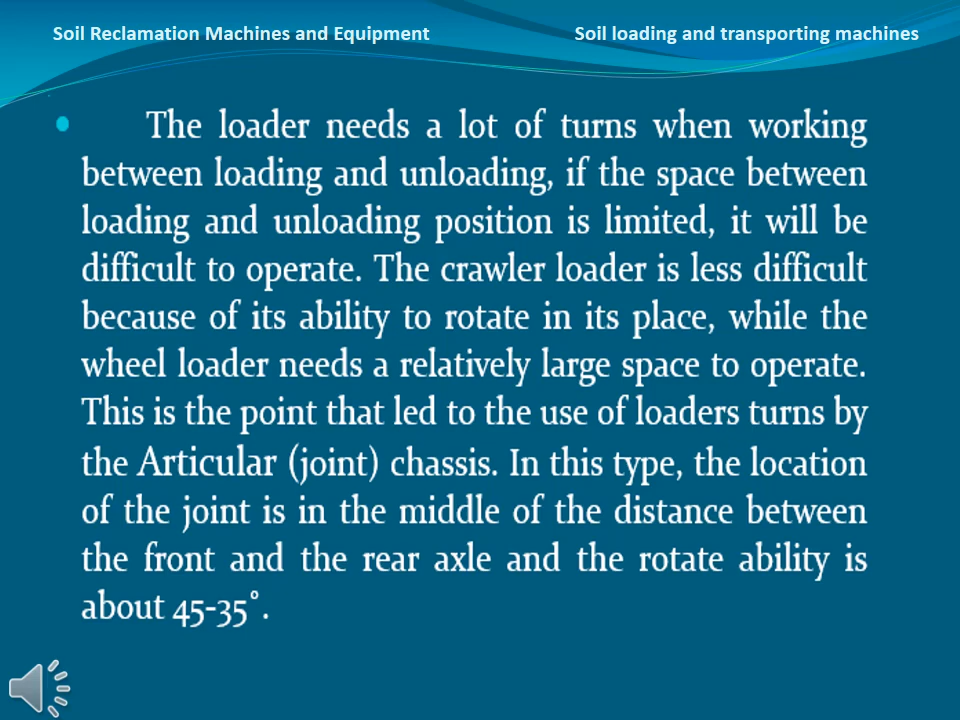 Soil Reclamation Machines and Equipment
Soil loading and transporting machines
• The loader needs a lot of turns when working
between loading and unloading, if the space between
loading and unloading position is limited, it will be
difficult to operate. The crawler loader is less difficult
because of its ability to rotate in its place, while the
wheel loader needs a relatively large space to operate.
This is the point that led to the use of loaders turns by
the Articular (joint) chassis. In this type, the location
of the joint is in the middle of the distance between
the front and the rear axle and the rotate ability is
about 45-35°.